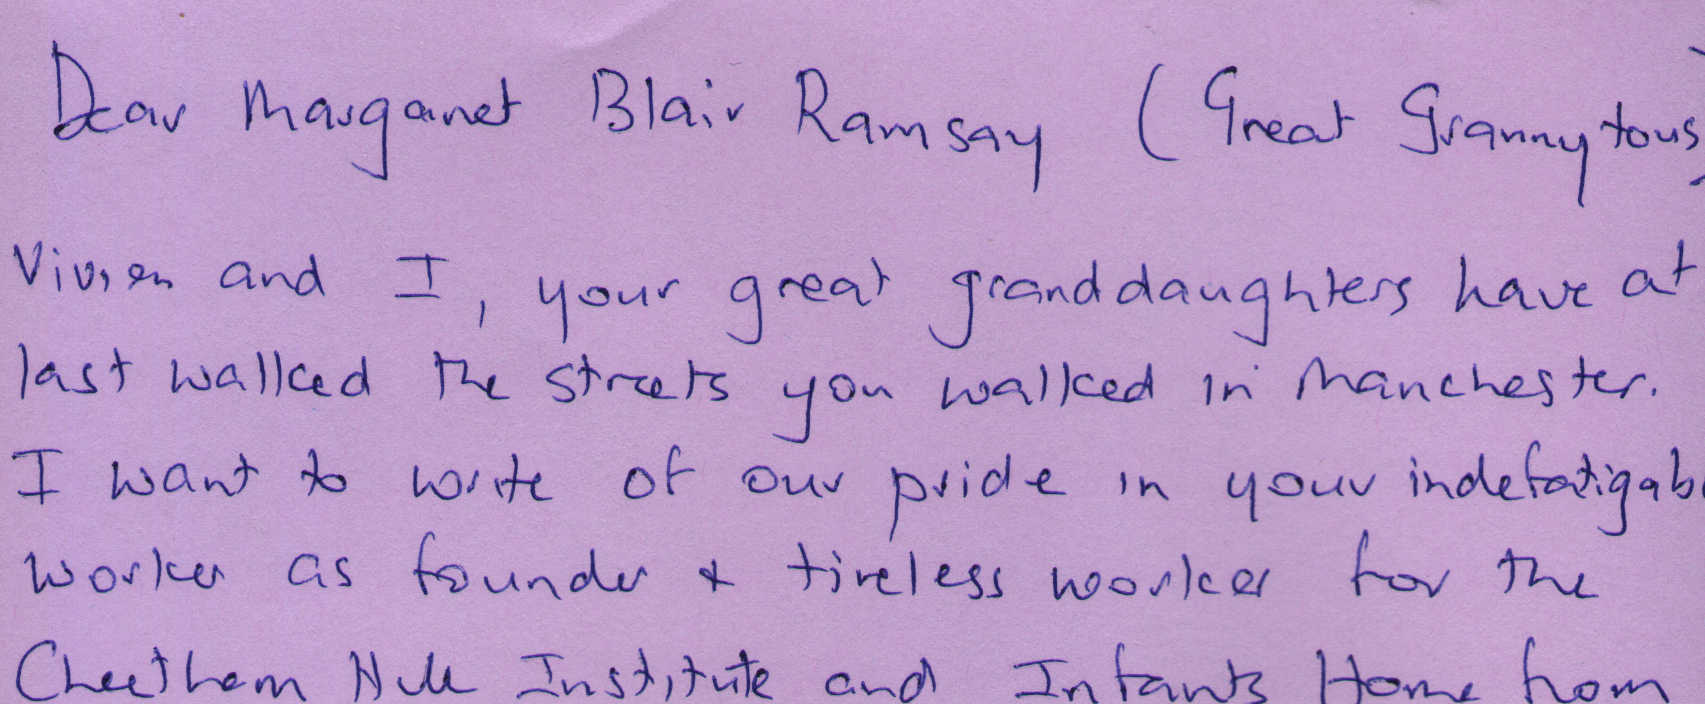 Dear Margaret Blair Ramsay (Great Granny to us)
Vivien and I, your great granddaughters have at
last walked the streets you walked in Manchester.
I want to write of our pride in your indefatigab
worker as founder & tireless worker for the
Cheetham Hill Institute and Infants Home from